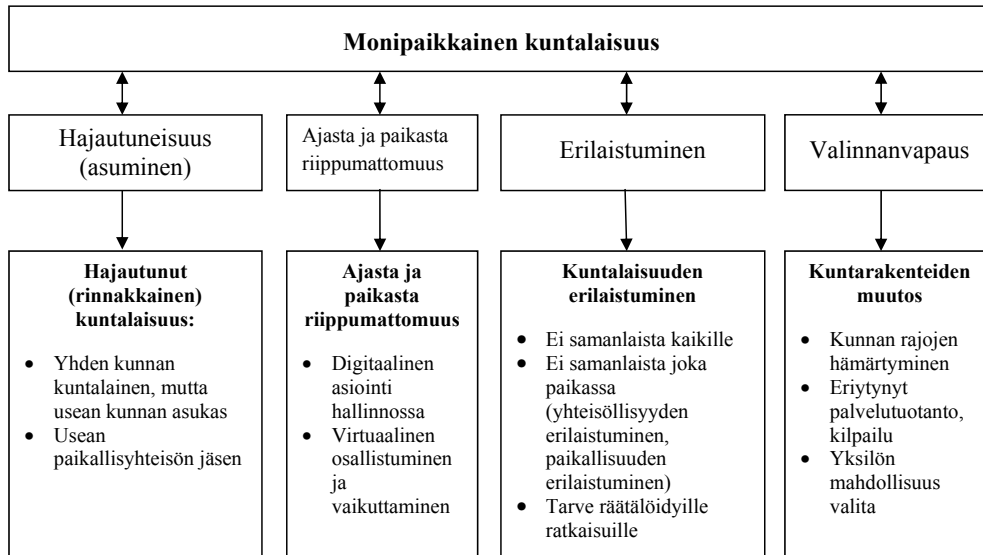 Monipaikkainen kuntalaisuus
Hajautuneisuus
(asuminen)
Ajasta ja paikasta
riippumattomuus
Erilaistuminen
Valinnanvapaus
Hajautunut
(rinnakkainen)
kuntalaisuus:
• Yhden kunnan
kuntalainen, mutta
usean kunnan asukas
• Usean
paikallisyhteisön jäsen
Ajasta ja
paikasta
riippumattomuus
• Digitaalinen
asiointi
hallinnossa
• Virtuaalinen
osallistuminen
ja
vaikuttaminen
Kuntalaisuuden
erilaistuminen
• Ei samanlaista kaikille
• Ei samanlaista joka
paikassa
(yhteisöllisyyden
erilaistuminen,
paikallisuuden
erilaistuminen)
• Tarve räätälöidyille
ratkaisuille
Kuntarakenteiden
muutos
• Kunnan rajojen
hämärtyminen
• Eriytynyt
palvelutuotanto,
kilpailu
• Yksilön
mahdollisuus
valita